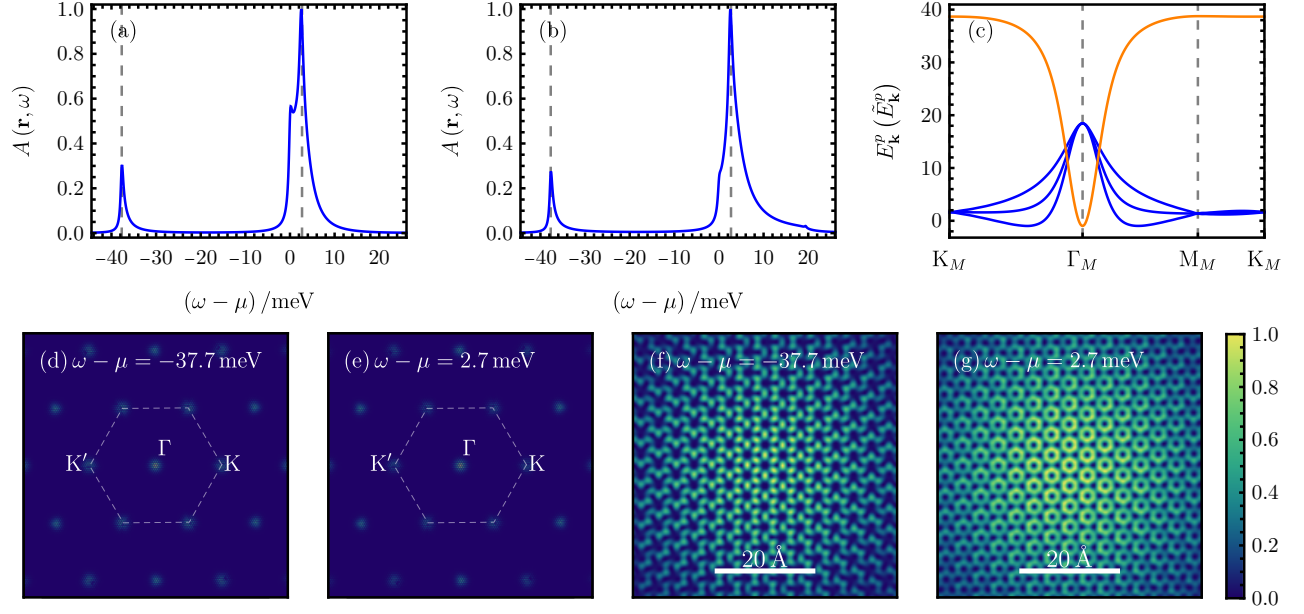 (a)
A (r, ω)
1.0
0.8
0.6
0.4
0.2
0.0
−40 −30 −20 −10 0 10 20
(ω − μ) /meV
(b)
A (r, ω)
1.0
0.8
0.6
0.4
0.2
0.0
−40 −30 −20 −10 0 10 20
(ω − μ) /meV
(c)
E^p_k (Ẽ^p_k)
40
30
20
10
0
K_M Γ_M M_M K_M
(d) ω − μ = −37.7 meV
Γ
K′ K
(e) ω − μ = 2.7 meV
Γ
K′ K
(f) ω − μ = −37.7 meV
20 Å
(g) ω − μ = 2.7 meV
20 Å
1.0
0.8
0.6
0.4
0.2
0.0